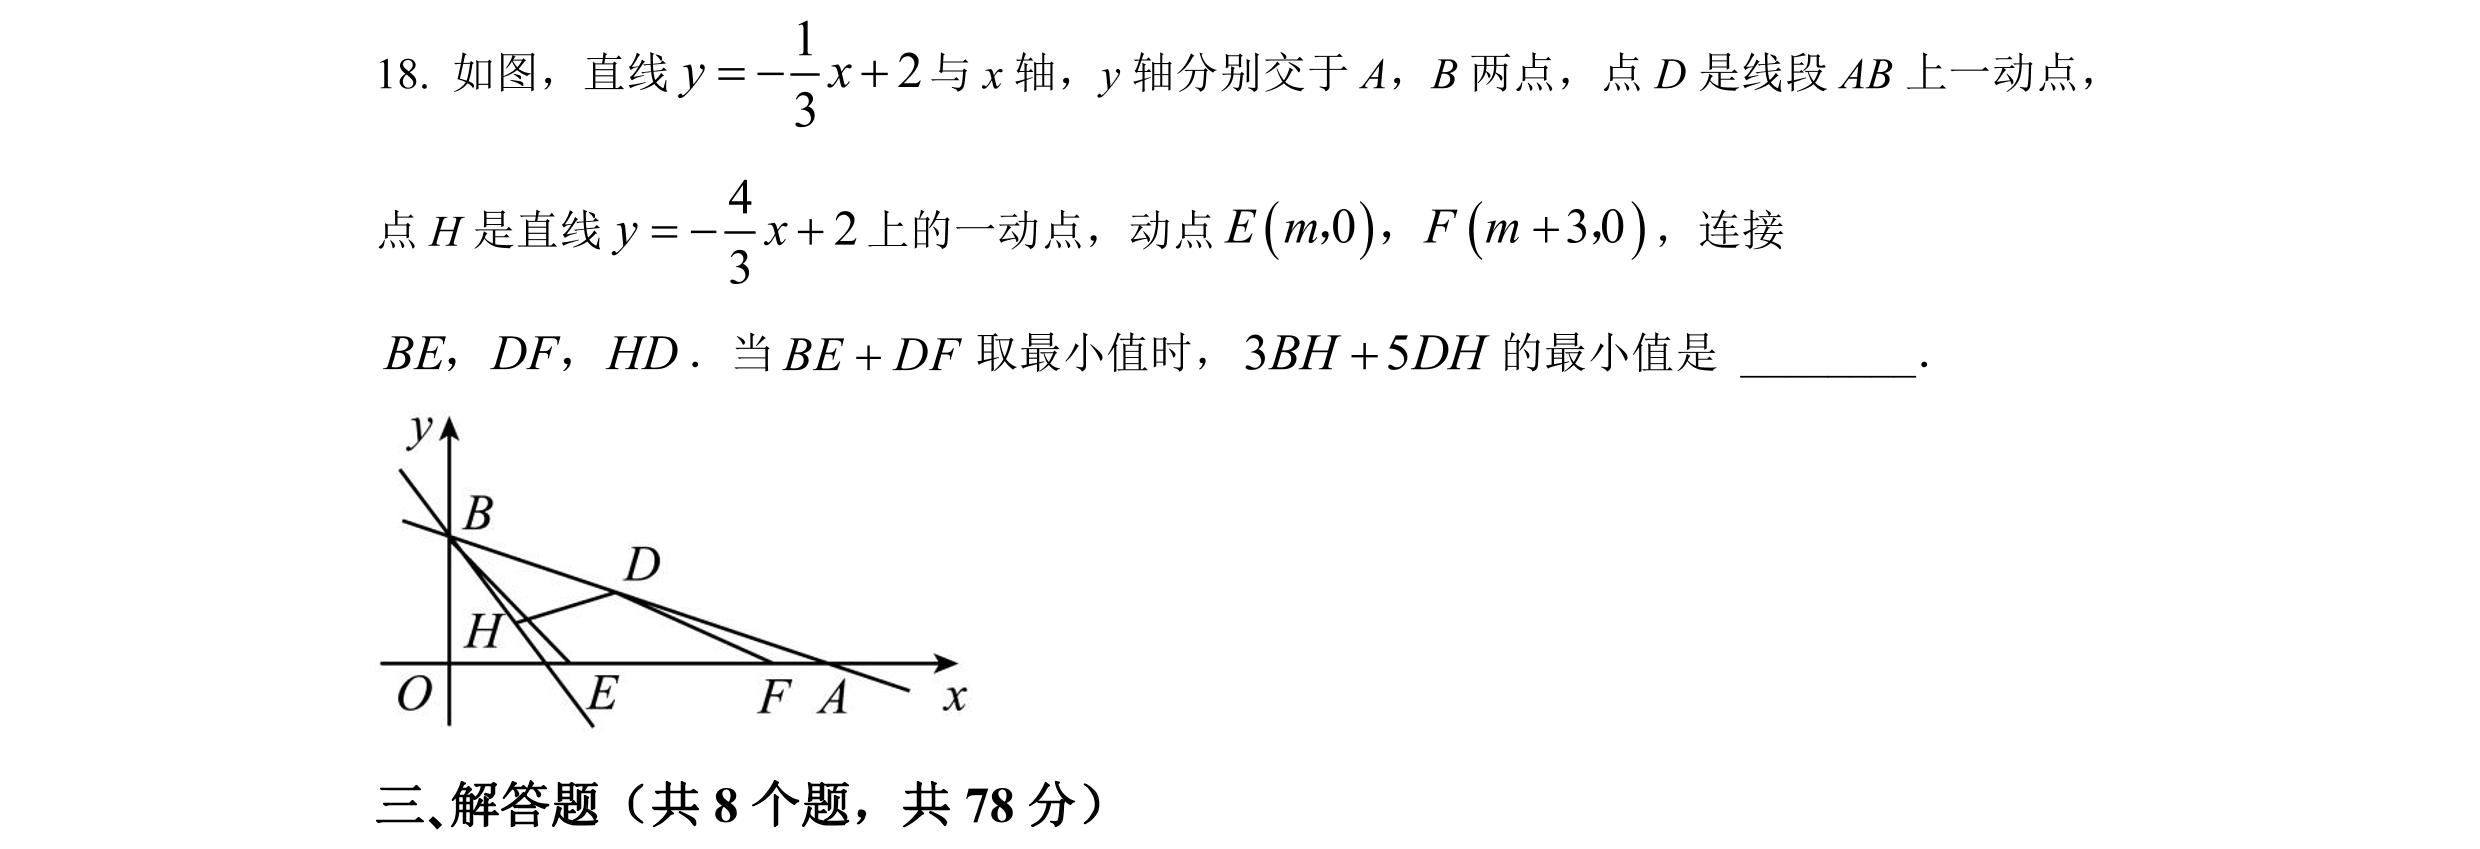 18. 如图，直线 y=-\frac{1}{3}x+2 与 x 轴，y 轴分别交于 A，B 两点，点 D 是线段 AB 上一动点，
点 H 是直线 y=-\frac{4}{3}x+2 上的一动点，动点 E(m,0)，F(m+3,0)，连接
BE，DF，HD．当 BE+DF 取最小值时，3BH+5DH 的最小值是 ________．
y
B
D
H
O E F A x
三、解答题（共 8 个题，共 78 分）